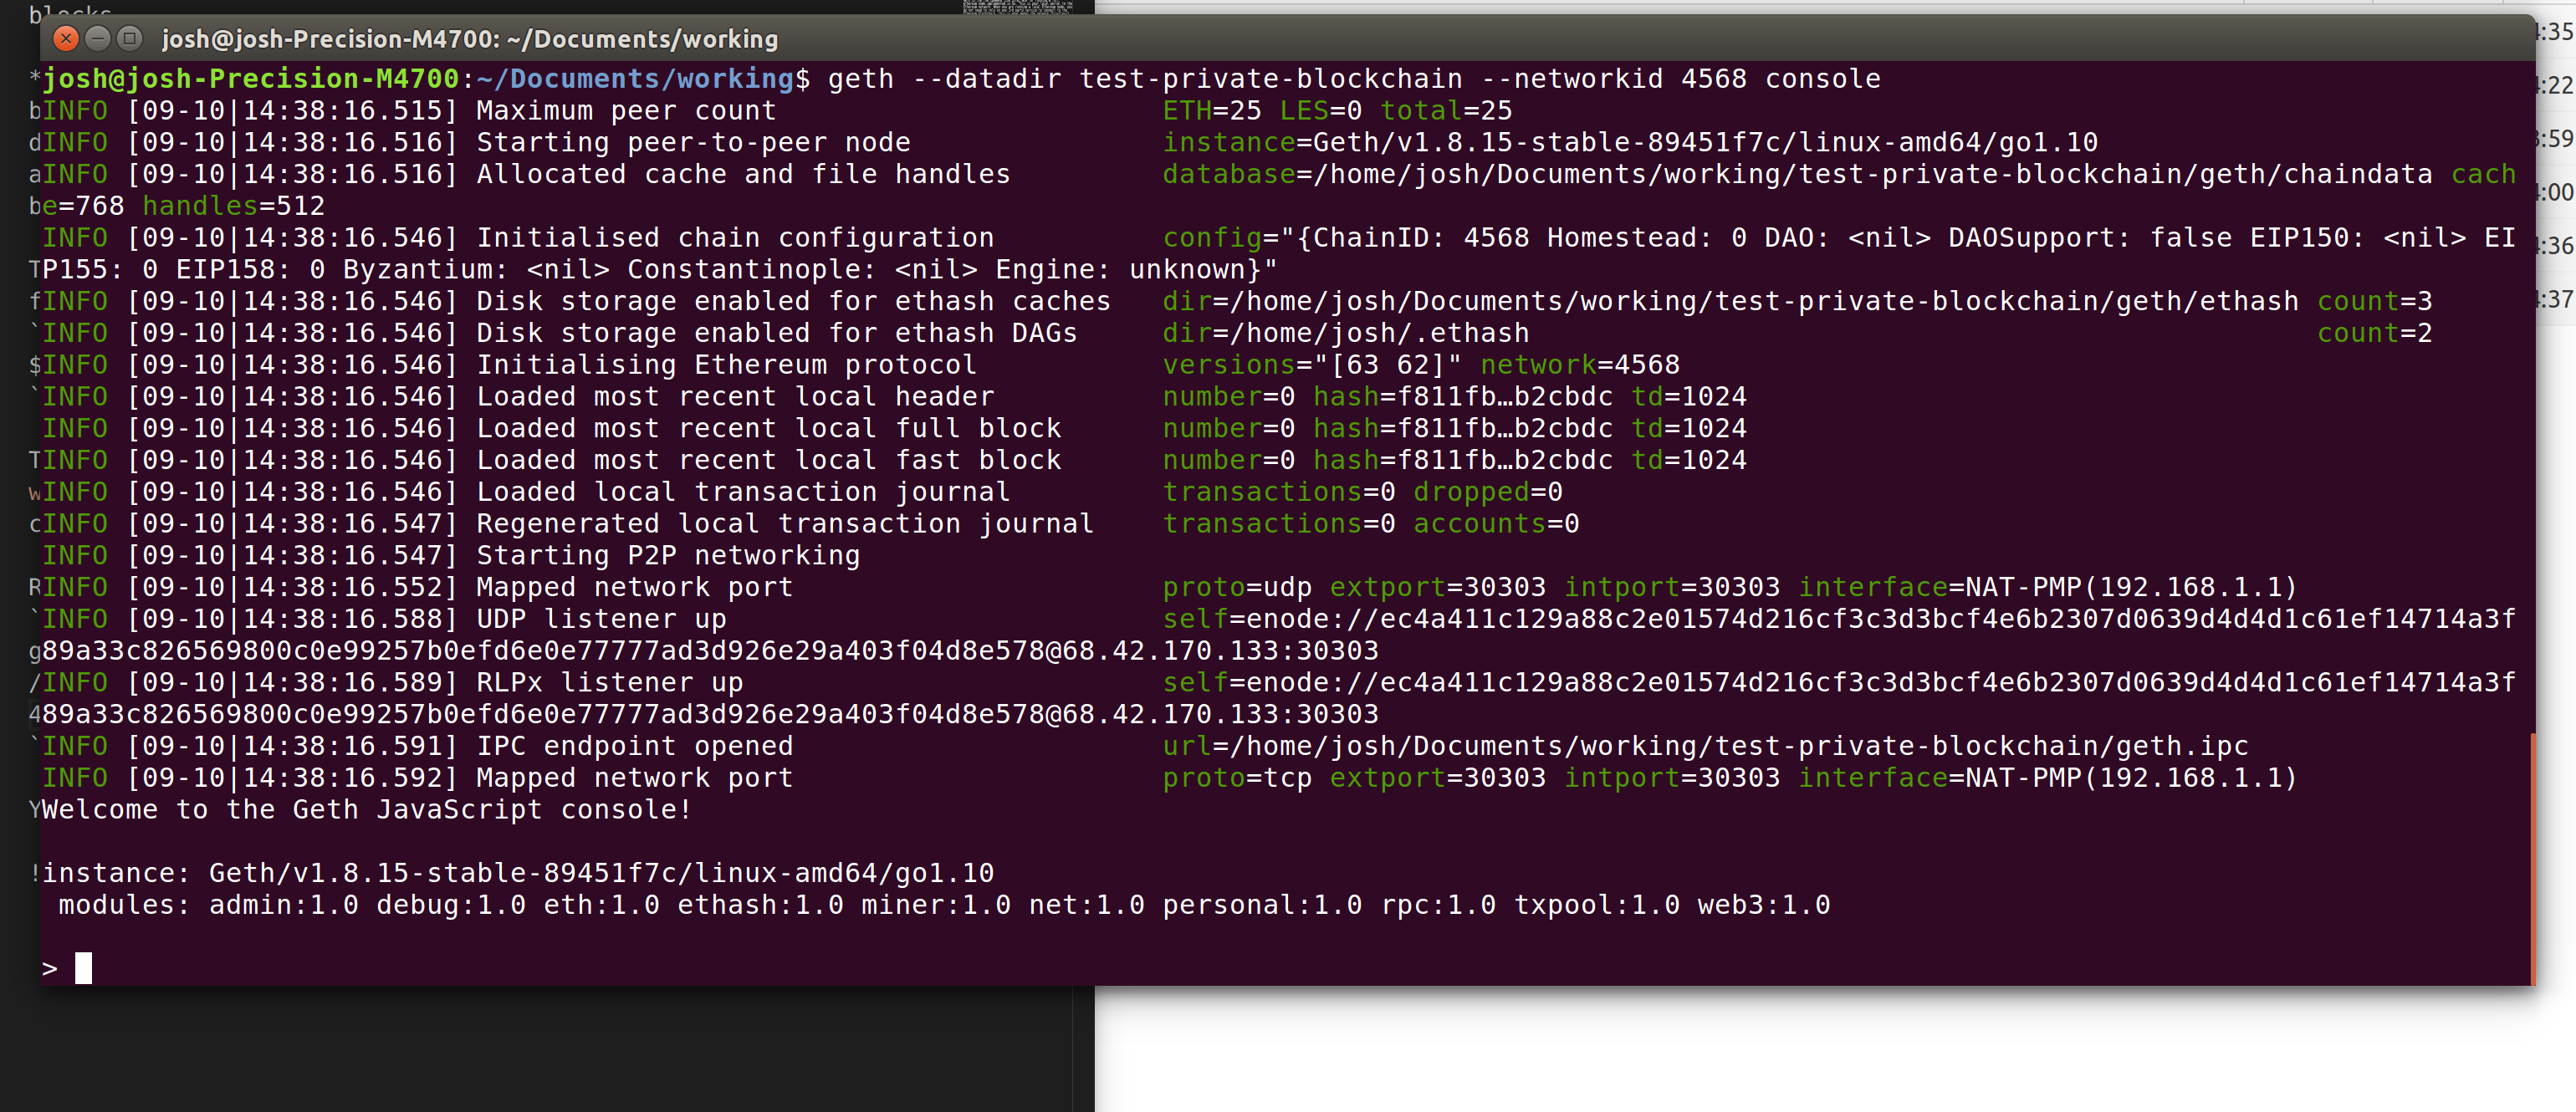 blocks
josh@josh-Precision-M4700: ~/Documents/working
josh@josh-Precision-M4700:~/Documents/working$ geth --datadir test-private-blockchain --networkid 4568 console
INFO [09-10|14:38:16.515] Maximum peer count                       ETH=25 LES=0 total=25
INFO [09-10|14:38:16.516] Starting peer-to-peer node               instance=Geth/v1.8.15-stable-89451f7c/linux-amd64/go1.10
INFO [09-10|14:38:16.516] Allocated cache and file handles         database=/home/josh/Documents/working/test-private-blockchain/geth/chaindata cach
e=768 handles=512
INFO [09-10|14:38:16.546] Initialised chain configuration          config="{ChainID: 4568 Homestead: 0 DAO: <nil> DAOSupport: false EIP150: <nil> EI
P155: 0 EIP158: 0 Byzantium: <nil> Constantinople: <nil> Engine: unknown}"
INFO [09-10|14:38:16.546] Disk storage enabled for ethash caches   dir=/home/josh/Documents/working/test-private-blockchain/geth/ethash count=3
INFO [09-10|14:38:16.546] Disk storage enabled for ethash DAGs     dir=/home/josh/.ethash                                               count=2
INFO [09-10|14:38:16.546] Initialising Ethereum protocol           versions="[63 62]" network=4568
INFO [09-10|14:38:16.546] Loaded most recent local header          number=0 hash=f811fb…b2cbdc td=1024
INFO [09-10|14:38:16.546] Loaded most recent local full block      number=0 hash=f811fb…b2cbdc td=1024
INFO [09-10|14:38:16.546] Loaded most recent local fast block      number=0 hash=f811fb…b2cbdc td=1024
INFO [09-10|14:38:16.546] Loaded local transaction journal         transactions=0 dropped=0
INFO [09-10|14:38:16.547] Regenerated local transaction journal    transactions=0 accounts=0
INFO [09-10|14:38:16.547] Starting P2P networking
INFO [09-10|14:38:16.552] Mapped network port                      proto=udp extport=30303 intport=30303 interface=NAT-PMP(192.168.1.1)
INFO [09-10|14:38:16.588] UDP listener up                          self=enode://ec4a411c129a88c2e01574d216cf3c3d3bcf4e6b2307d0639d4d4d1c61ef14714a3f
89a33c826569800c0e99257b0efd6e0e77777ad3d926e29a403f04d8e578@68.42.170.133:30303
INFO [09-10|14:38:16.589] RLPx listener up                         self=enode://ec4a411c129a88c2e01574d216cf3c3d3bcf4e6b2307d0639d4d4d1c61ef14714a3f
89a33c826569800c0e99257b0efd6e0e77777ad3d926e29a403f04d8e578@68.42.170.133:30303
INFO [09-10|14:38:16.591] IPC endpoint opened                      url=/home/josh/Documents/working/test-private-blockchain/geth.ipc
INFO [09-10|14:38:16.592] Mapped network port                      proto=tcp extport=30303 intport=30303 interface=NAT-PMP(192.168.1.1)
Welcome to the Geth JavaScript console!
instance: Geth/v1.8.15-stable-89451f7c/linux-amd64/go1.10
 modules: admin:1.0 debug:1.0 eth:1.0 ethash:1.0 miner:1.0 net:1.0 personal:1.0 rpc:1.0 txpool:1.0 web3:1.0
>
:35
:22
:59
:00
:36
:37